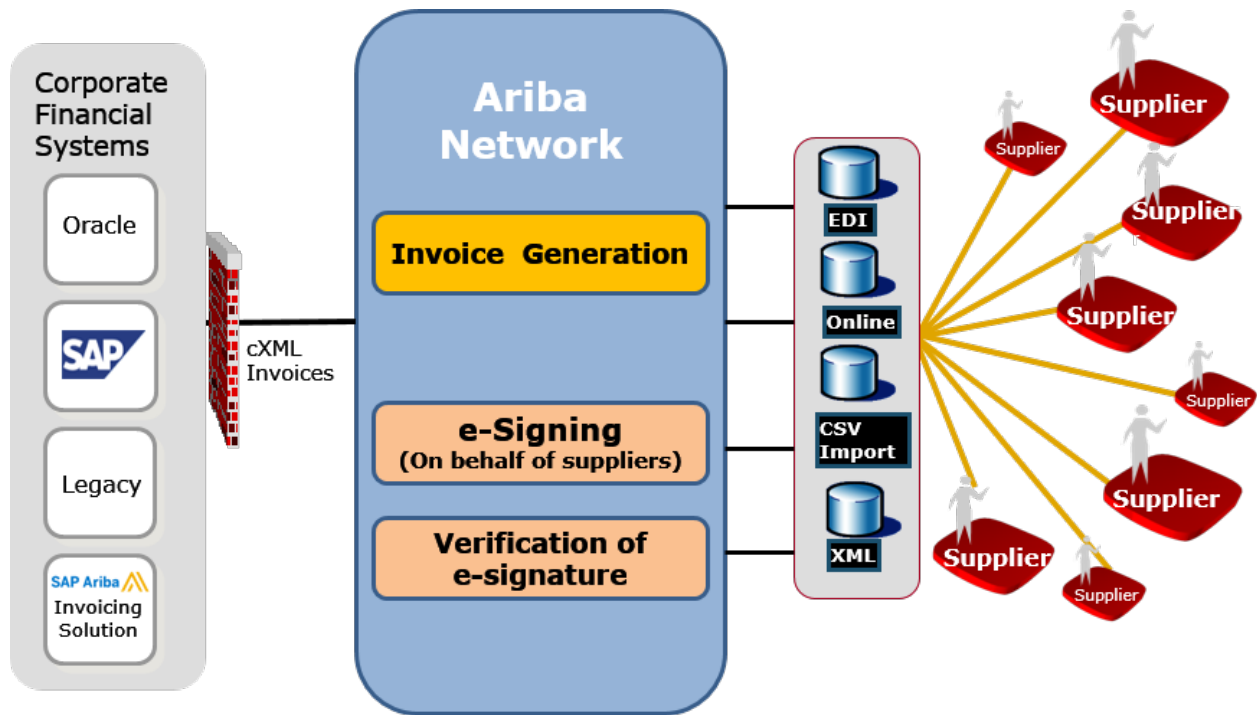 Corporate
Financial
Systems
Oracle
SAP
Legacy
SAP Ariba
Invoicing
Solution
cXML
Invoices
Ariba
Network
Invoice Generation
e-Signing
(On behalf of suppliers)
Verification of
e-signature
EDI
Online
CSV
Import
XML
Supplier
Supplier
Supplier
r
Supplier
Supplier
Supplier
Supplier
Supplier